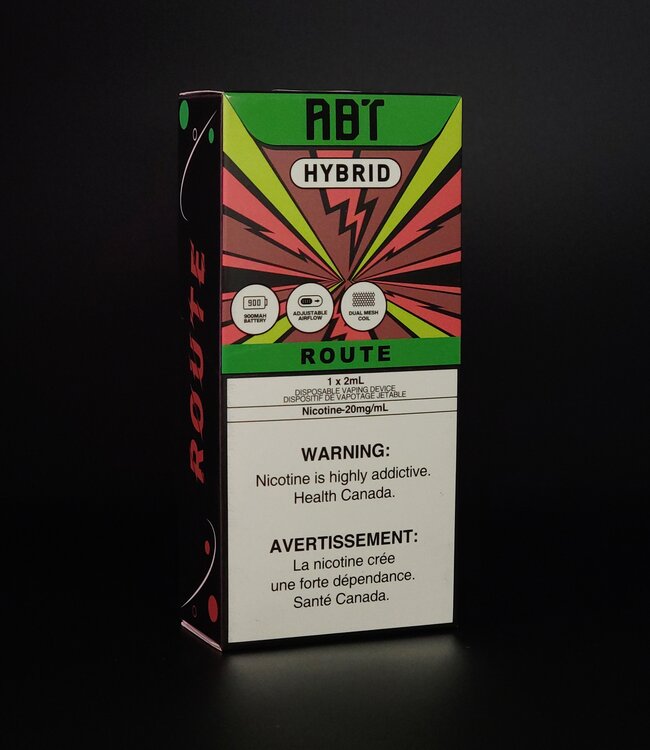 ABT
HYBRID
900
900MAH
BATTERY
ADJUSTABLE
AIRFLOW
DUAL MESH
COIL
ROUTE
1 x 2mL
DISPOSABLE VAPING DEVICE
DISPOSITIF DE VAPOTAGE JETABLE
Nicotine-20mg/mL
WARNING:
Nicotine is highly addictive.
Health Canada.
AVERTISSEMENT:
La nicotine crée
une forte dépendance.
Santé Canada.
ROUTE